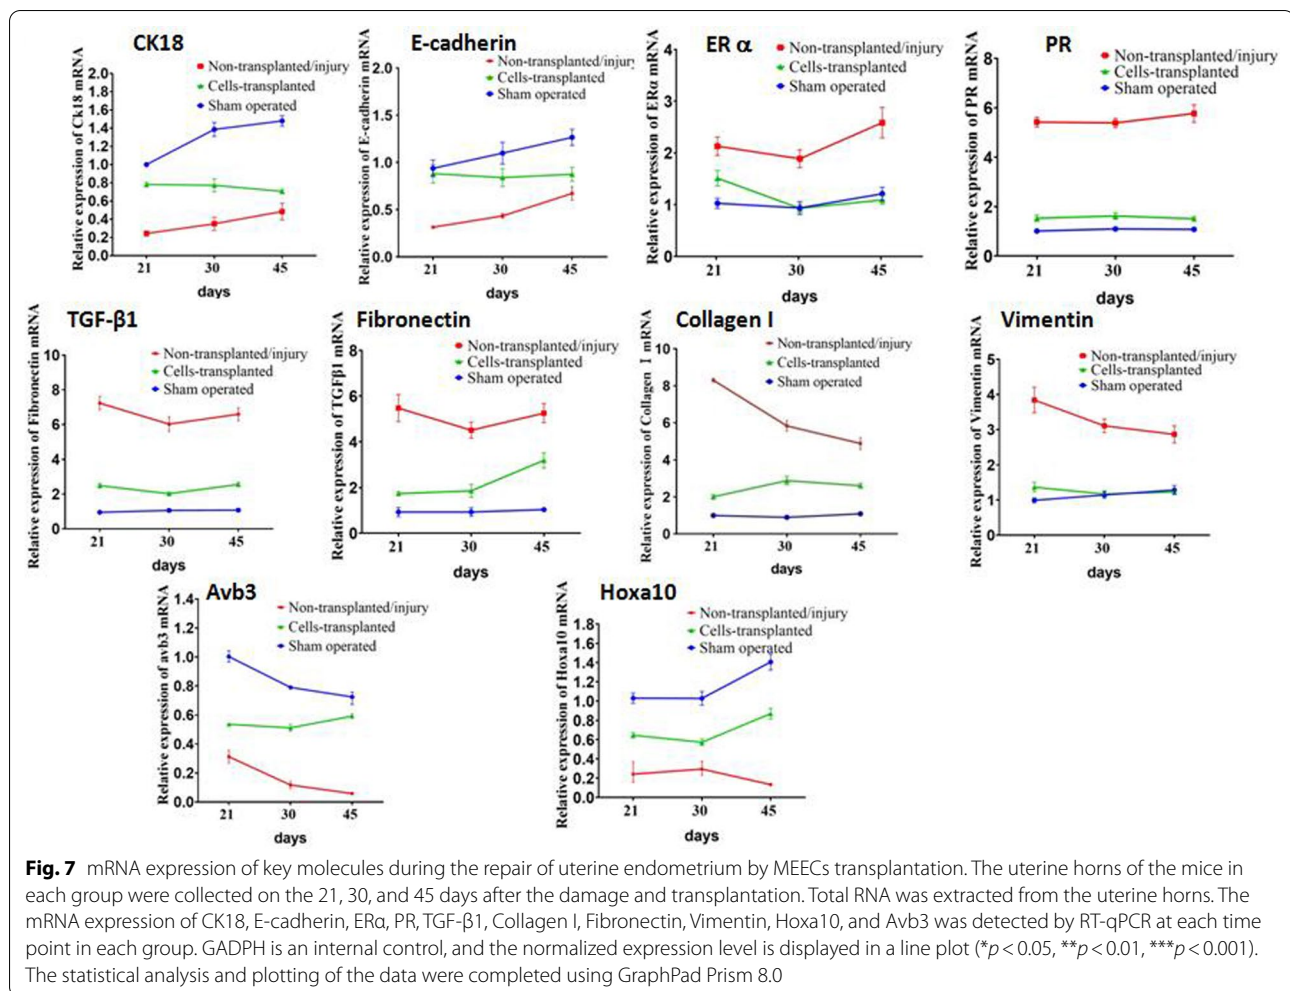 CK18
Relative expression of Ck18 mRNA
2.0
1.8
1.6
1.4
1.2
1.0
0.8
0.6
0.4
0.2
0.0
Non-transplanted/injury
Cells-transplanted
Sham operated
21 30 45
days
E-cadherin
Relative expression of E-cadherin mRNA
2.0
1.5
1.0
0.5
0.0
Non-transplanted/injury
Cells-transplanted
Sham operated
21 30 45
days
ER α
Relative expression of ERα mRNA
4
3
2
1
0
Non-transplanted/injury
Cells-transplanted
Sham operated
21 30 45
days
PR
Relative expression of PR mRNA
8
6
4
2
0
Non-transplanted/injury
Cells-transplanted
Sham operated
21 30 45
days
TGF-β1
Relative expression of Fibronectin mRNA
10
8
6
4
2
0
Non-transplanted/injury
Cells-transplanted
Sham operated
21 30 45
days
Fibronectin
Relative expression of TGFβ1 mRNA
8
6
4
2
0
Non-transplanted/injury
Cells-transplanted
Sham operated
21 30 45
days
Collagen I
Relative expression of Collagen I mRNA
10
8
6
4
2
0
Non-transplanted/injury
Cells-transplanted
Sham operated
21 30 45
days
Vimentin
Relative expression of Vimentin mRNA
5
4
3
2
1
0
Non-transplanted/injury
Cells-transplanted
Sham operated
21 30 45
days
Avb3
Relative expression of avb3 mRNA
1.4
1.2
1.0
0.8
0.6
0.4
0.2
0.0
Non-transplanted/injury
Cells-transplanted
Sham operated
21 30 45
days
Hoxa10
Relative expression of Hoxa10 mRNA
1.8
1.6
1.4
1.2
1.0
0.8
0.6
0.4
0.2
0.0
Non-transplanted/injury
Cells-transplanted
Sham operated
21 30 45
days
Fig. 7 mRNA expression of key molecules during the repair of uterine endometrium by MEECs transplantation. The uterine horns of the mice in
each group were collected on the 21, 30, and 45 days after the damage and transplantation. Total RNA was extracted from the uterine horns. The
mRNA expression of CK18, E-cadherin, ERα, PR, TGF-β1, Collagen I, Fibronectin, Vimentin, Hoxa10, and Avb3 was detected by RT-qPCR at each time
point in each group. GADPH is an internal control, and the normalized expression level is displayed in a line plot (*p < 0.05, **p < 0.01, ***p < 0.001).
The statistical analysis and plotting of the data were completed using GraphPad Prism 8.0